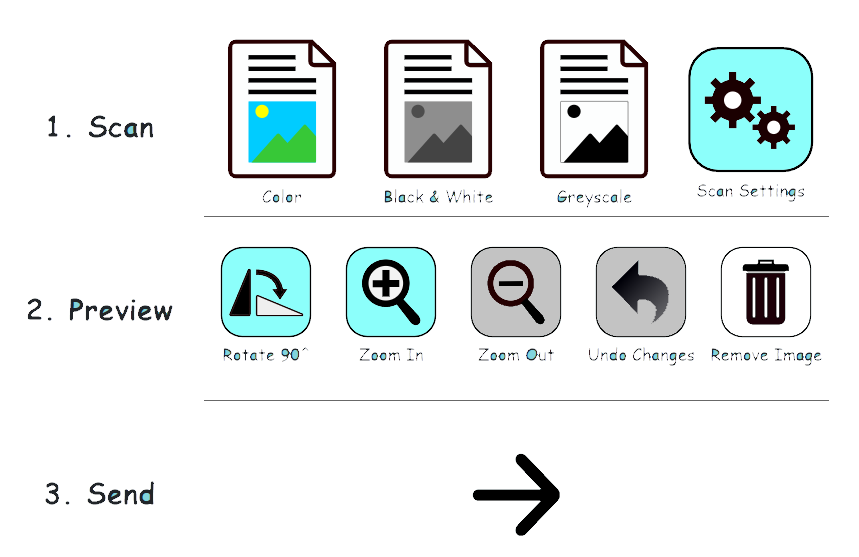 1. Scan
Color
Black & White
Greyscale
Scan Settings
2. Preview
Rotate 90°
Zoom In
Zoom Out
Undo Changes
Remove Image
3. Send